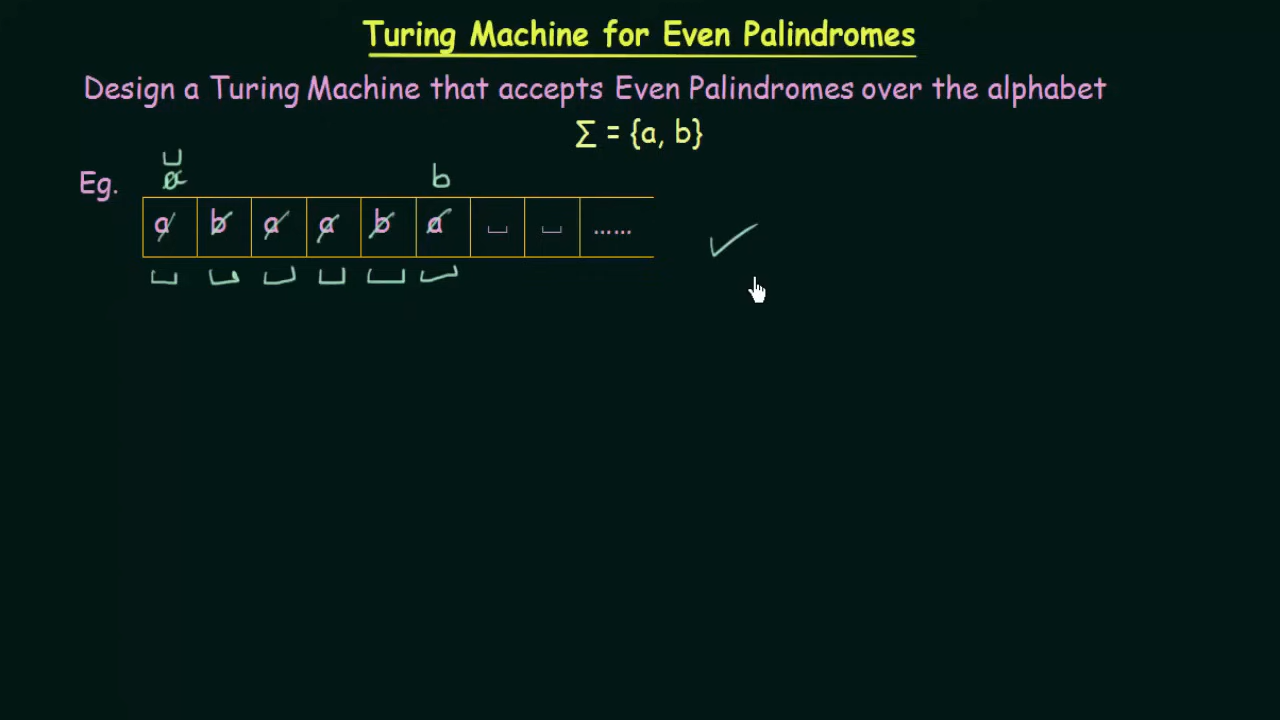 Turing Machine for Even Palindromes
Design a Turing Machine that accepts Even Palindromes over the alphabet
Σ = {a, b}
⊔
Eg. a b
a b a a b a ⊔ ⊔ ......
⊔ ⊔ ⊔ ⊔ ⊔ ⊔